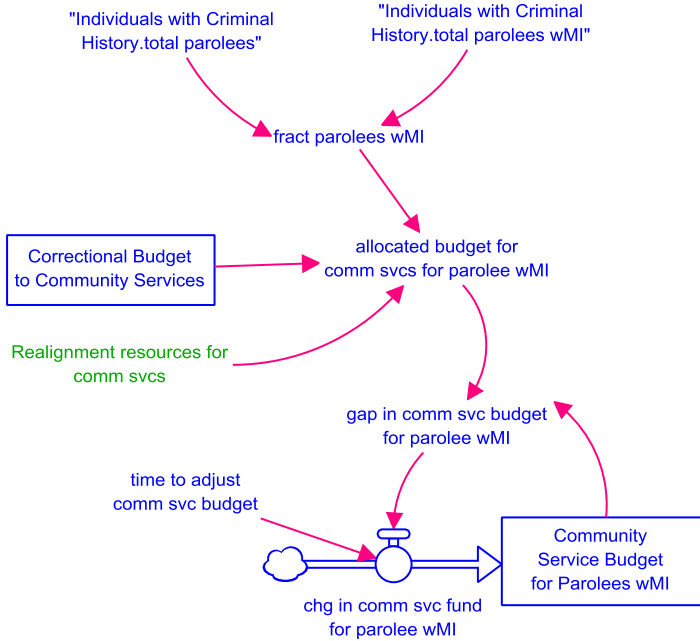 "Individuals with Criminal
History.total parolees"
"Individuals with Criminal
History.total parolees wMI"
fract parolees wMI
Correctional Budget
to Community Services
allocated budget for
comm svcs for parolee wMI
Realignment resources for
comm svcs
gap in comm svc budget
for parolee wMI
time to adjust
comm svc budget
Community
Service Budget
for Parolees wMI
chg in comm svc fund
for parolee wMI